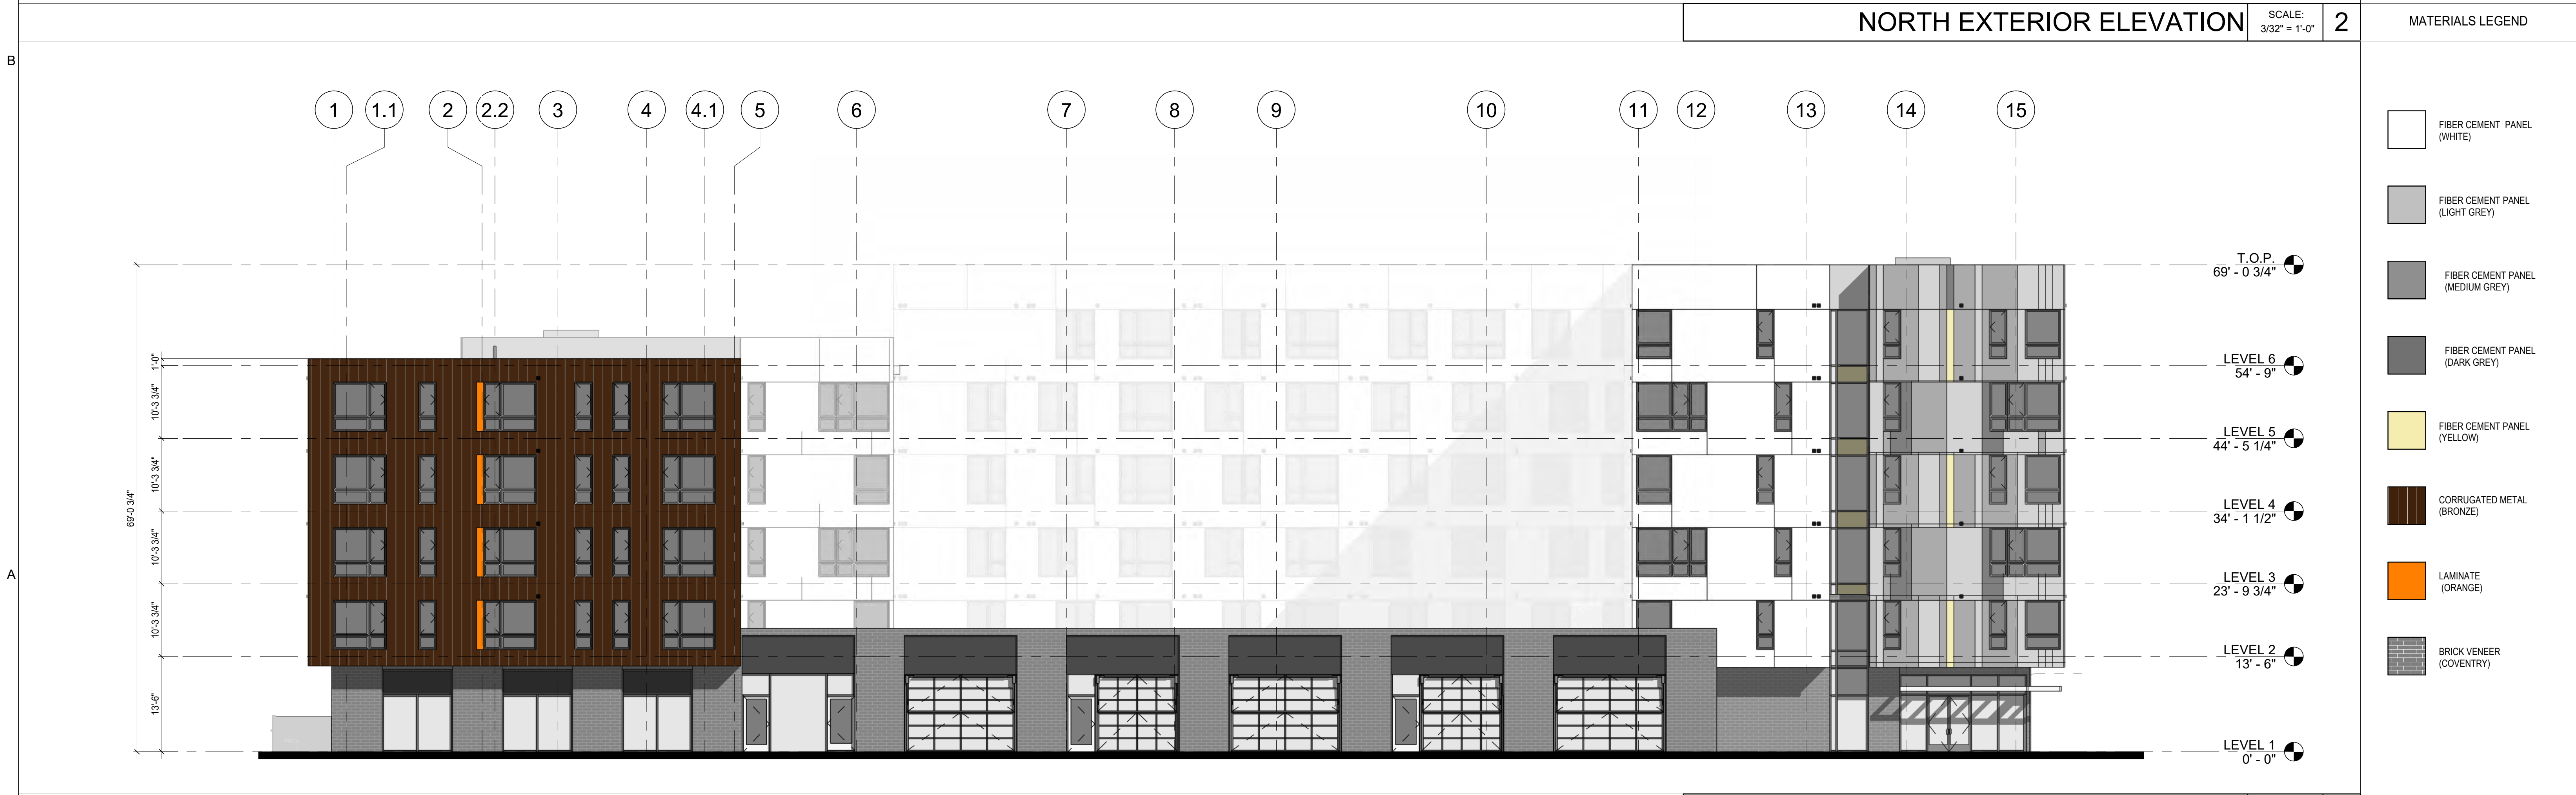 NORTH EXTERIOR ELEVATION
SCALE:
3/32" = 1'-0"
2
MATERIALS LEGEND
B
1
1.1
2
2.2
3
4
4.1
5
6
7
8
9
10
11
12
13
14
15
FIBER CEMENT PANEL
(WHITE)
FIBER CEMENT PANEL
(LIGHT GREY)
FIBER CEMENT PANEL
(MEDIUM GREY)
FIBER CEMENT PANEL
(DARK GREY)
FIBER CEMENT PANEL
(YELLOW)
CORRUGATED METAL
(BRONZE)
LAMINATE
(ORANGE)
BRICK VENEER
(COVENTRY)
T.O.P.
69' - 0 3/4"
LEVEL 6
54' - 9"
LEVEL 5
44' - 5 1/4"
LEVEL 4
34' - 1 1/2"
LEVEL 3
23' - 9 3/4"
LEVEL 2
13' - 6"
LEVEL 1
0' - 0"
1'-0"
10'-3 3/4"
10'-3 3/4"
10'-3 3/4"
10'-3 3/4"
13'-6"
69'-0 3/4"
A